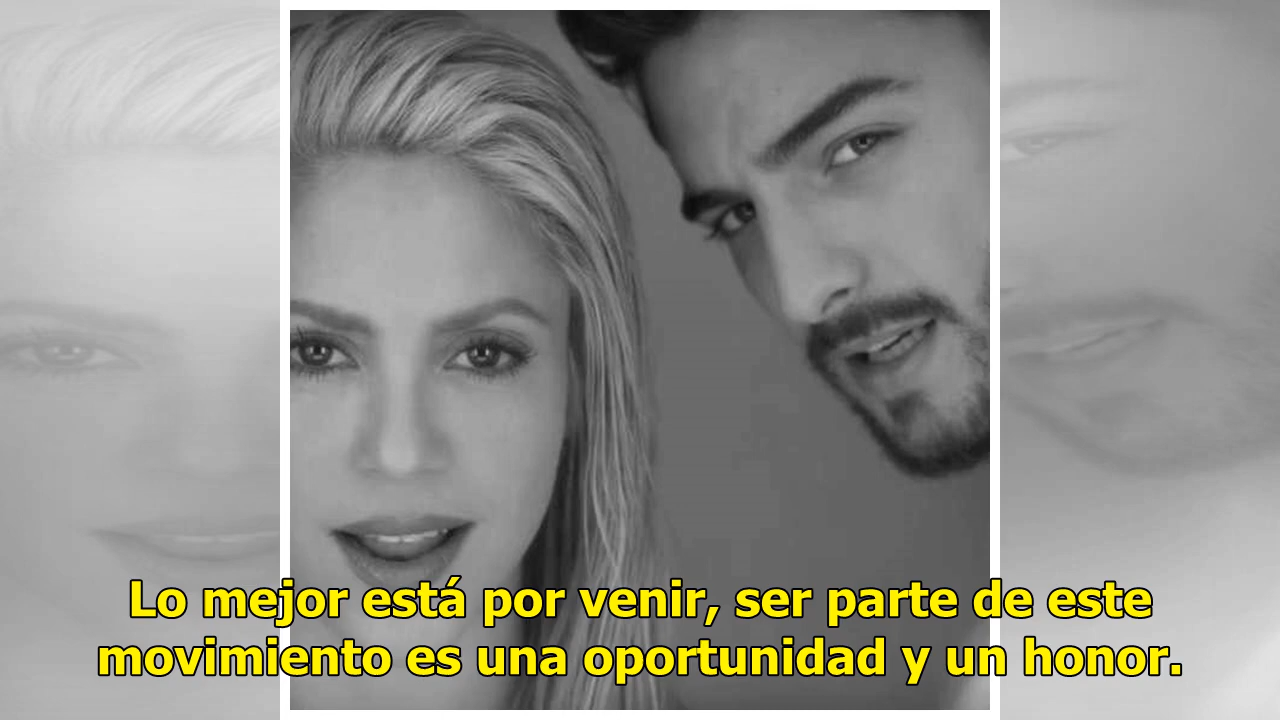 Lo mejor está por venir, ser parte de este
movimiento es una oportunidad y un honor.